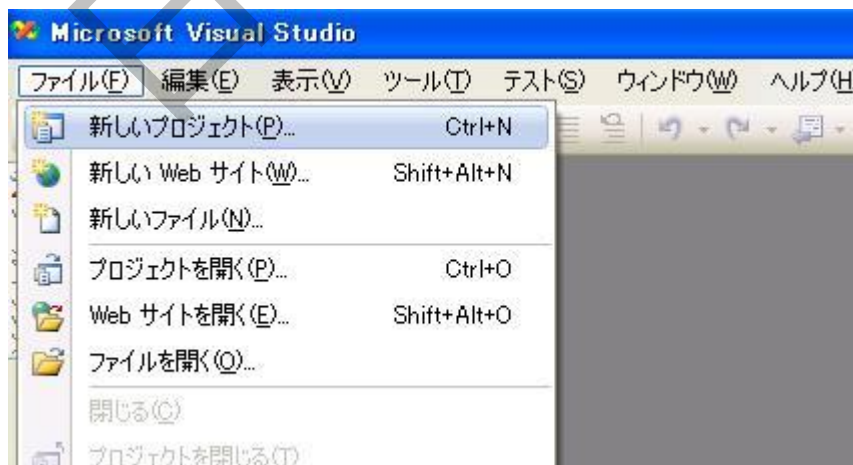 Microsoft Visual Studio
ファイル(F) 編集(E) 表示(V) ツール(T) テスト(S) ウィンドウ(W) ヘルプ(H
新しいプロジェクト(P)... Ctrl+N
新しい Web サイト(W)... Shift+Alt+N
新しいファイル(N)...
プロジェクトを開く(P)... Ctrl+O
Web サイトを開く(E)... Shift+Alt+O
ファイルを開く(O)...
閉じる(C)
プロジェクトを閉じる(T)